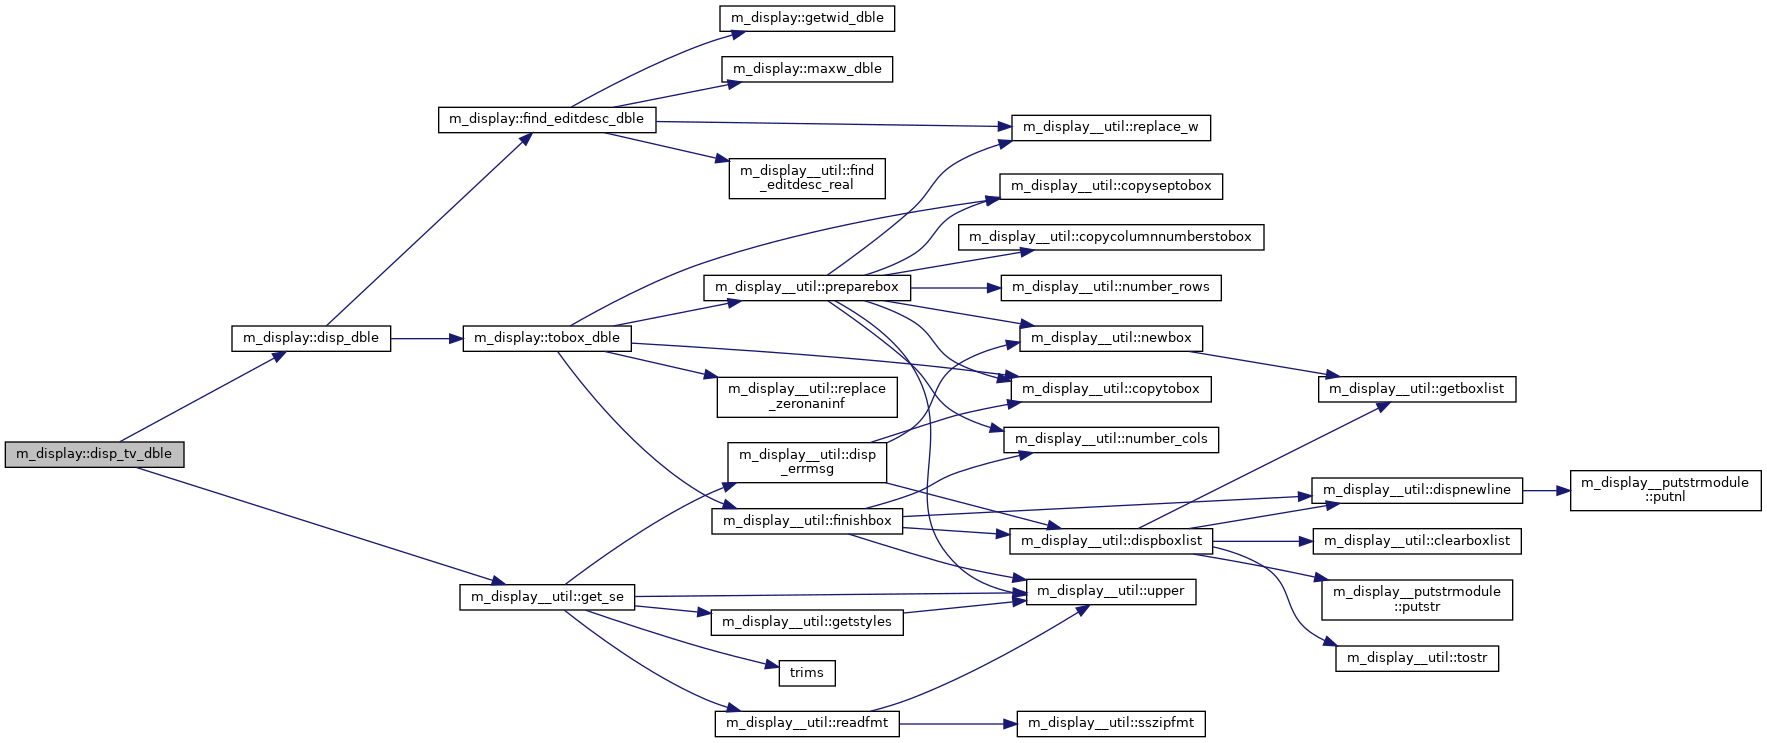 m_display::getwid_dble
m_display::maxw_dble
m_display::find_editdesc_dble
m_display__util::replace_w
m_display__util::find
_editdesc_real
m_display__util::copyseptobox
m_display__util::copycolumnnumberstobox
m_display__util::preparebox
m_display__util::number_rows
m_display::disp_dble
m_display::tobox_dble
m_display__util::newbox
m_display__util::replace
_zeronaninf
m_display__util::copytobox
m_display__util::getboxlist
m_display__util::number_cols
m_display::disp_tv_dble
m_display__util::disp
_errmsg
m_display__util::dispnewline
m_display__putstrmodule
::putnl
m_display__util::finishbox
m_display__util::dispboxlist
m_display__util::clearboxlist
m_display__util::get_se
m_display__util::upper
m_display__putstrmodule
::putstr
m_display__util::getstyles
m_display__util::tostr
trims
m_display__util::readfmt
m_display__util::sszipfmt